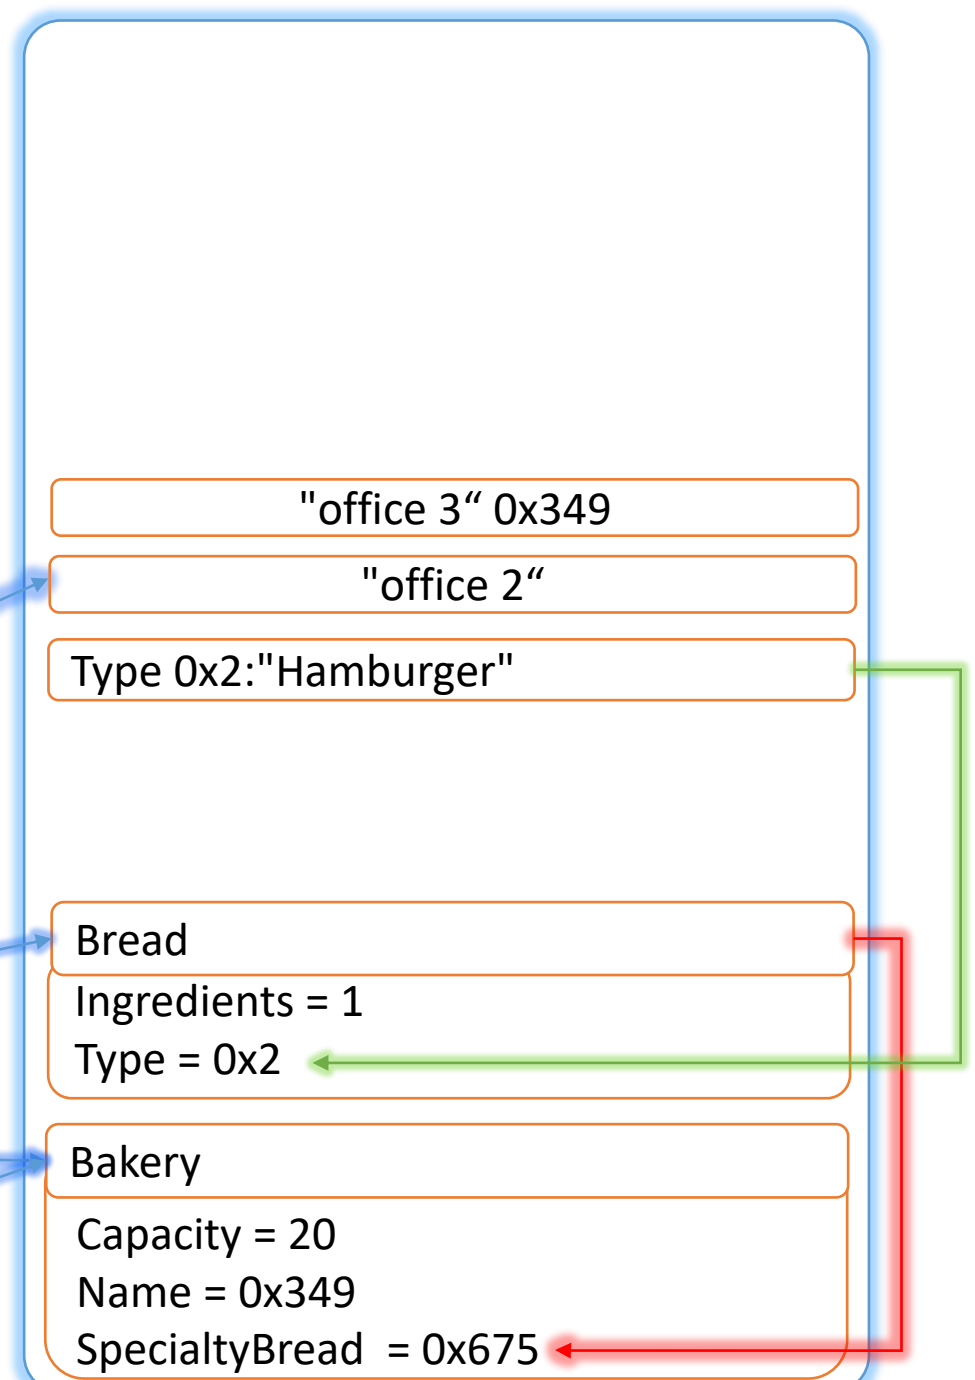 "office 3“ 0x349
"office 2“
Type 0x2:"Hamburger"
Bread
Ingredients = 1
Type = 0x2
Bakery
Capacity = 20
Name = 0x349
SpecialtyBread  = 0x675